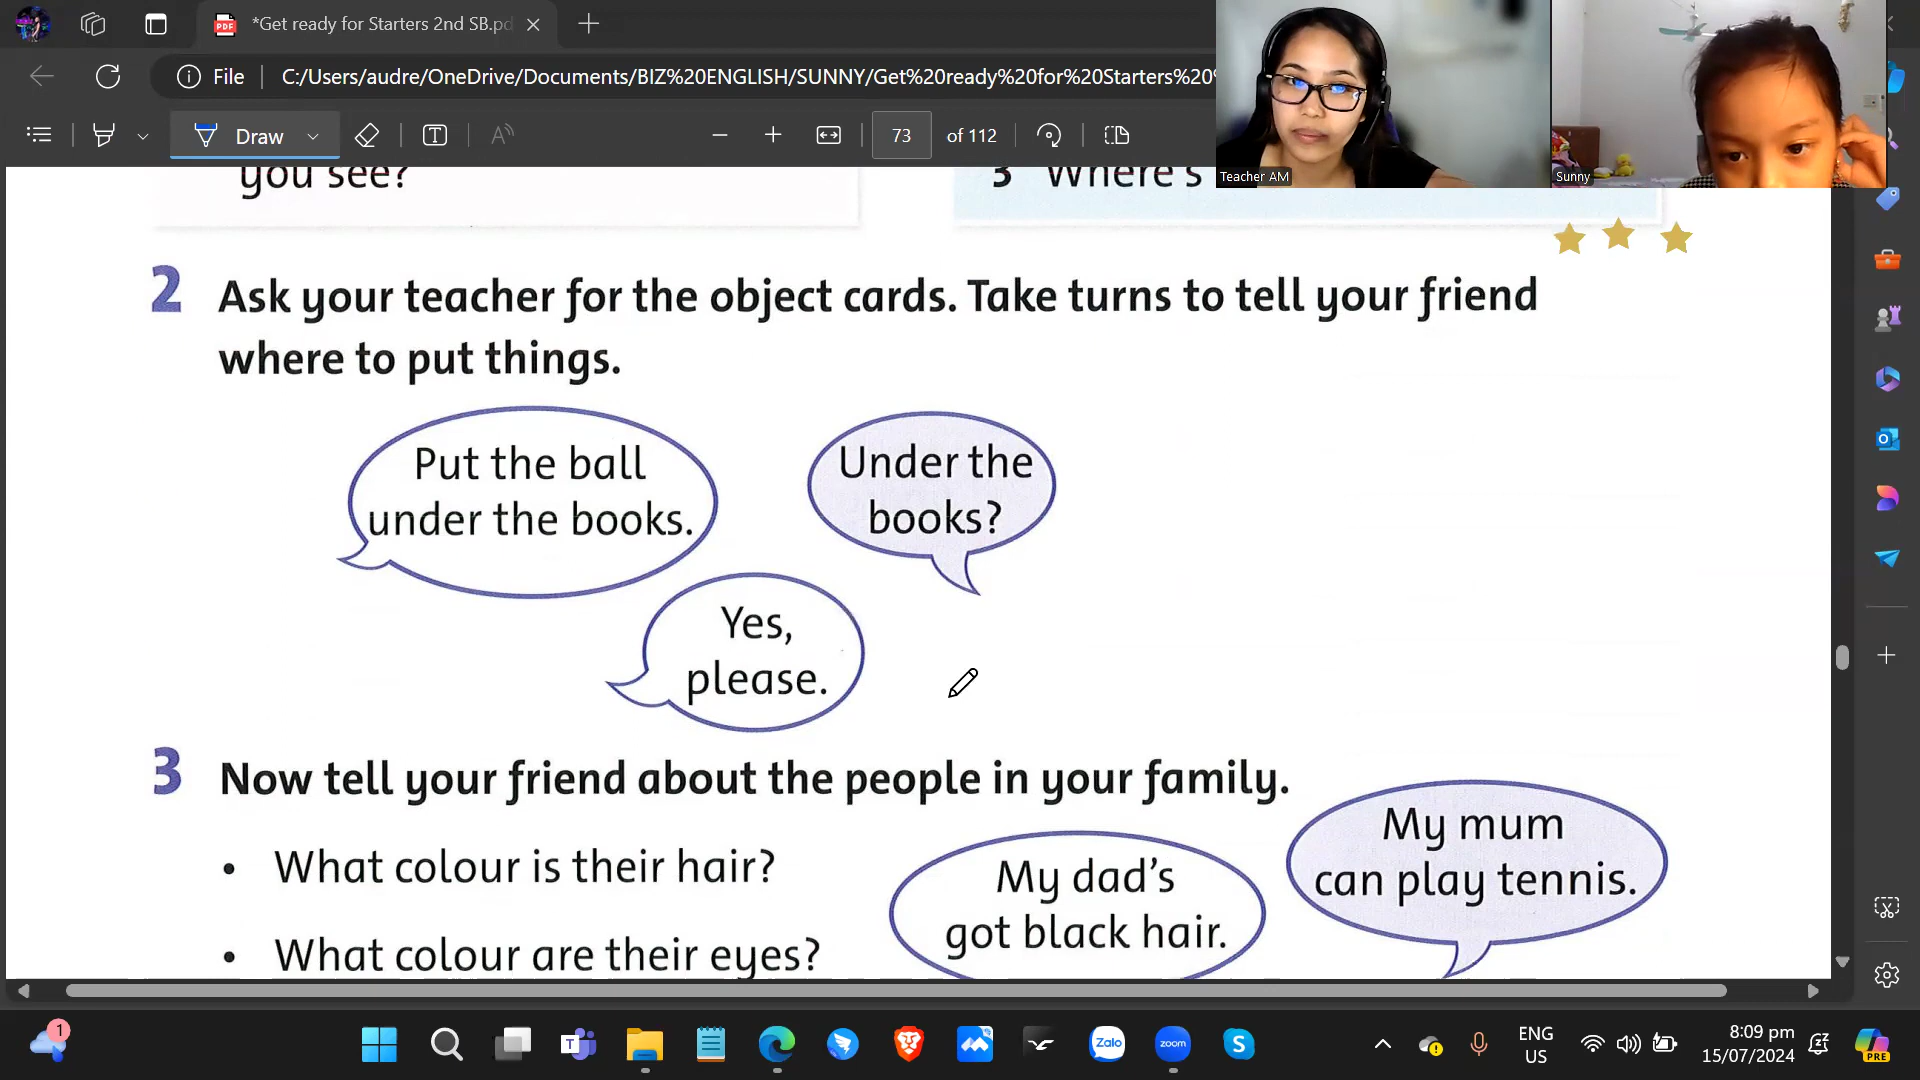 *Get ready for Starters 2nd SB.pd
File
C:/Users/audre/OneDrive/Documents/BIZ%20ENGLISH/SUNNY/Get%20ready%20for%20Starters%20%
Draw
73
of 112
Teacher AM
Sunny
you see?
3 Where's
2 Ask your teacher for the object cards. Take turns to tell your friend
where to put things.
Put the ball
under the books.
Under the
books?
Yes,
please.
3 Now tell your friend about the people in your family.
• What colour is their hair?
• What colour are their eyes?
My dad's
got black hair.
My mum
can play tennis.
1
Zalo
zoom
ENG
US
8:09 pm
15/07/2024
PRE